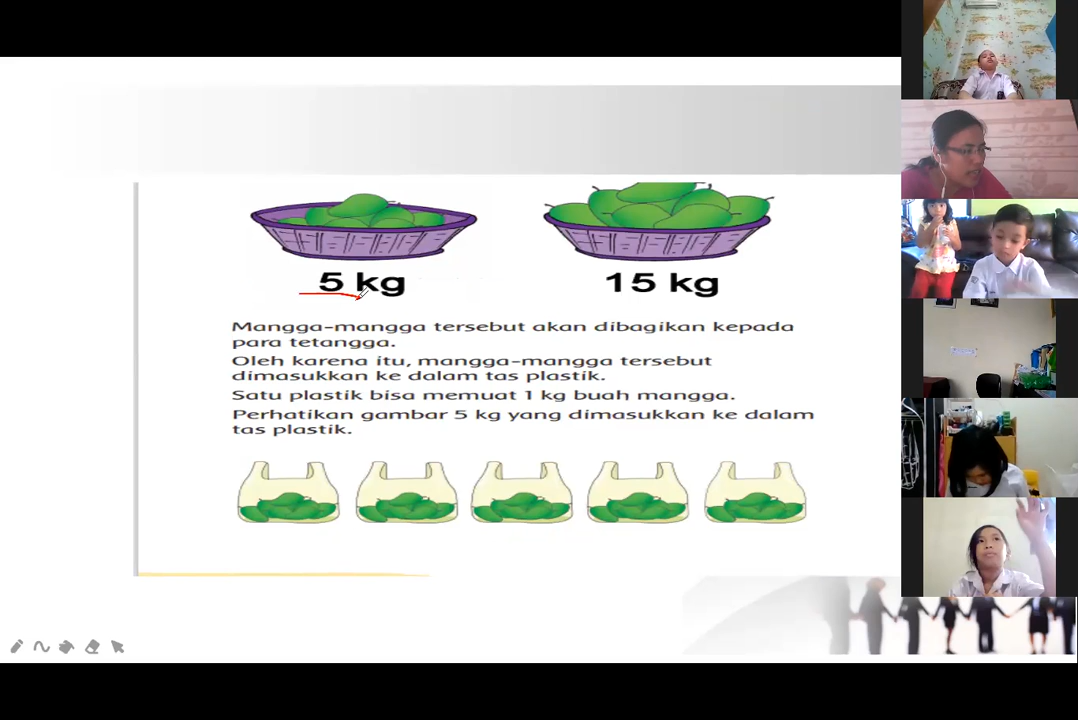 5 kg
15 kg
Mangga-mangga tersebut akan dibagikan kepada
para tetangga.
Oleh karena itu, mangga-mangga tersebut
dimasukkan ke dalam tas plastik.
Satu plastik bisa memuat 1 kg buah mangga.
Perhatikan gambar 5 kg yang dimasukkan ke dalam
tas plastik.